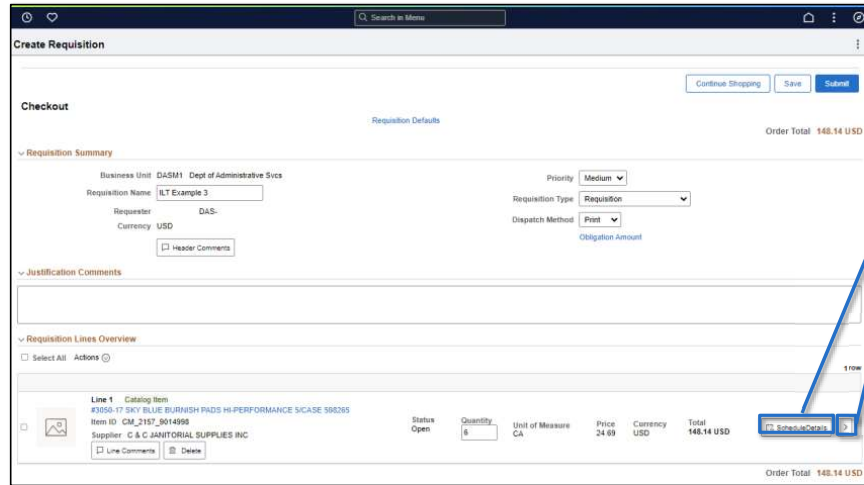 Search in Menu
Create Requisition
Continue Shopping Save Submit
Checkout
Requisition Defaults
Order Total 148.14 USD
Requisition Summary
Business Unit DASM1 Dept of Administrative Svcs
Priority Medium
Requisition Name ILT Example 3
Requisition Type Requisition
Requester DAS-
Dispatch Method Print
Currency USD
Obligation Amount
Header Comments
Justification Comments
Requisition Lines Overview
Select All Actions
1 row
Line 1 Catalog Item
#3050-17 SKY BLUE BURNISH PADS HI-PERFORMANCE 5/CASE 598265
Item ID CM_2157_9014998
Supplier C & C JANITORIAL SUPPLIES INC
Status Quantity Unit of Measure Price Currency Total
Open 6 CA 24.69 USD 148.14 USD
ScheduleDetails
Line Comments Delete
Order Total 148.14 USD